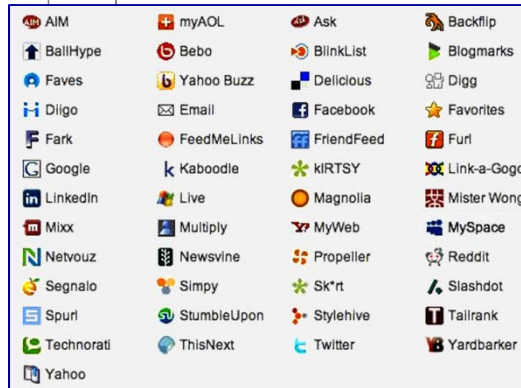 AIM myAOL Ask Backflip
BallHype Bebo BlinkList Blogmarks
Faves Yahoo Buzz Delicious Digg
Diigo Email Facebook Favorites
Fark FeedMeLinks FriendFeed Furl
Google Kaboodle kIRTSY Link-a-Gogo
LinkedIn Live Magnolia Mister Wong
Mixx Multiply MyWeb MySpace
Netvouz Newsvine Propeller Reddit
Segnalo Simpy Sk*rt Slashdot
Spurl StumbleUpon Stylehive Tailrank
Technorati ThisNext Twitter Yardbarker
Yahoo